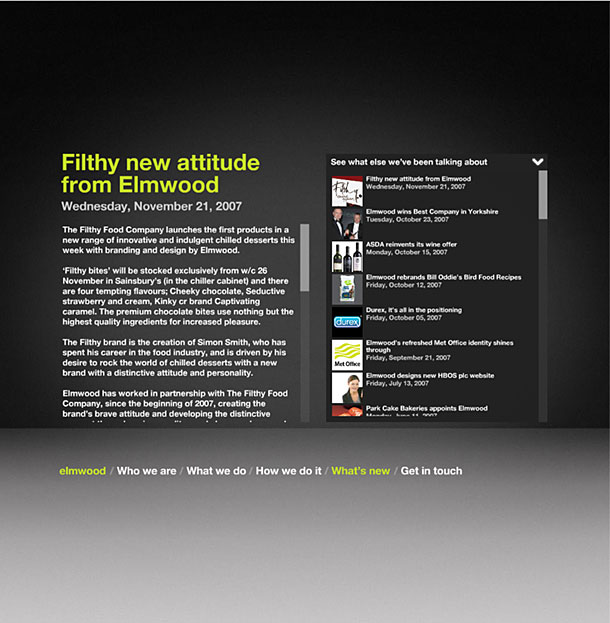 Filthy new attitude
from Elmwood
Wednesday, November 21, 2007
The Filthy Food Company launches the first products in a
new range of innovative and indulgent chilled desserts this
week with branding and design by Elmwood.
‘Filthy bites’ will be stocked exclusively from w/c 26
November in Sainsbury’s (in the chiller cabinet) and there
are four tempting flavours; Cheeky chocolate, Seductive
strawberry and cream, Kinky cr brand Captivating
caramel. The premium chocolate bites use nothing but the
highest quality ingredients for increased pleasure.
The Filthy brand is the creation of Simon Smith, who has
spent his career in the food industry, and is driven by his
desire to rock the world of chilled desserts with a new
brand with a distinctive attitude and personality.
Elmwood has worked in partnership with The Filthy Food
Company, since the beginning of 2007, creating the
brand’s brave attitude and developing the distinctive
See what else we’ve been talking about
Filthy
Filthy new attitude from Elmwood
Wednesday, November 21, 2007
Elmwood wins Best Company in Yorkshire
Tuesday, October 23, 2007
ASDA reinvents its wine offer
Monday, October 15, 2007
Elmwood rebrands Bill Oddie’s Bird Food Recipes
Friday, October 12, 2007
durex
Durex, it’s all in the positioning
Friday, October 05, 2007
Met Office
Elmwood’s refreshed Met Office identity shines
through
Friday, September 21, 2007
Elmwood designs new HBOS plc website
Friday, July 13, 2007
Park Cake Bakeries appoints Elmwood
Monday, June 11, 2007
elmwood / Who we are / What we do / How we do it / What’s new / Get in touch